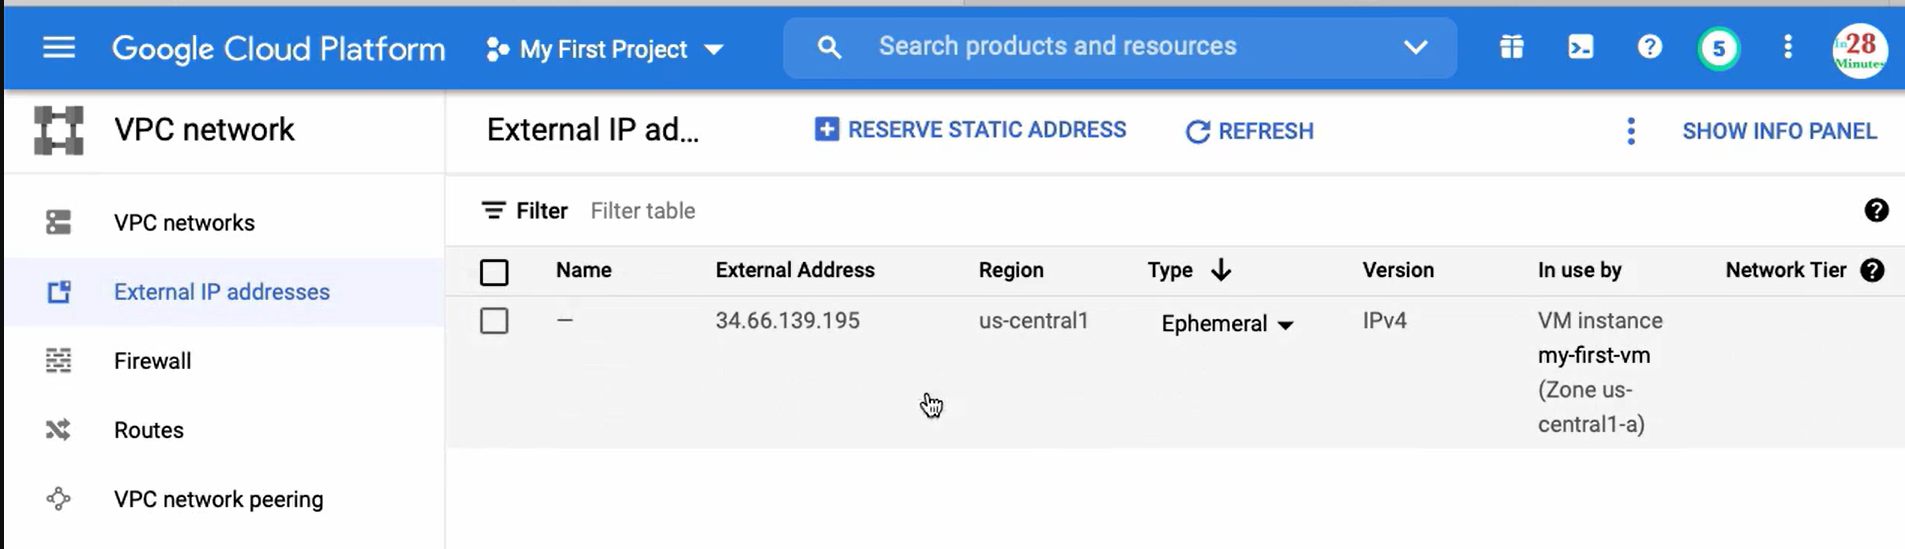 Google Cloud Platform
My First Project
Search products and resources
5
in28
Minutes
VPC network
External IP ad...
RESERVE STATIC ADDRESS
REFRESH
SHOW INFO PANEL
VPC networks
External IP addresses
Firewall
Routes
VPC network peering
Filter Filter table
Name External Address Region Type Version In use by Network Tier
— 34.66.139.195 us-central1 Ephemeral IPv4 VM instance
my-first-vm
(Zone us-
central1-a)